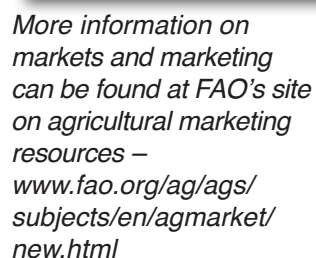 More information on
markets and marketing
can be found at FAO's site
on agricultural marketing
resources –
www.fao.org/ag/ags/
subjects/en/agmarket/
new.html